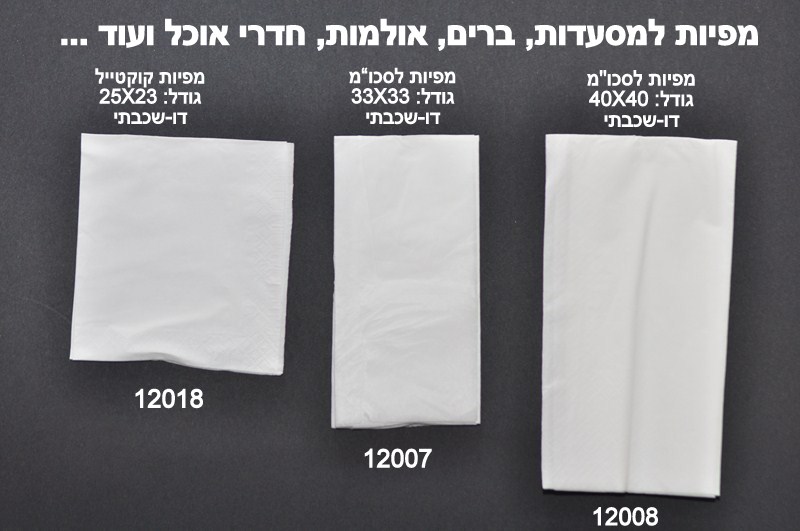 מפיות למסעדות, ברים, אולמות, חדרי אוכל ועוד ...
מפיות לסכו"מ
גודל: 40X40
דו-שכבתי
מפיות לסכו"מ
גודל: 33X33
דו-שכבתי
מפיות קוקטייל
גודל: 25X23
דו-שכבתי
12018
12007
12008